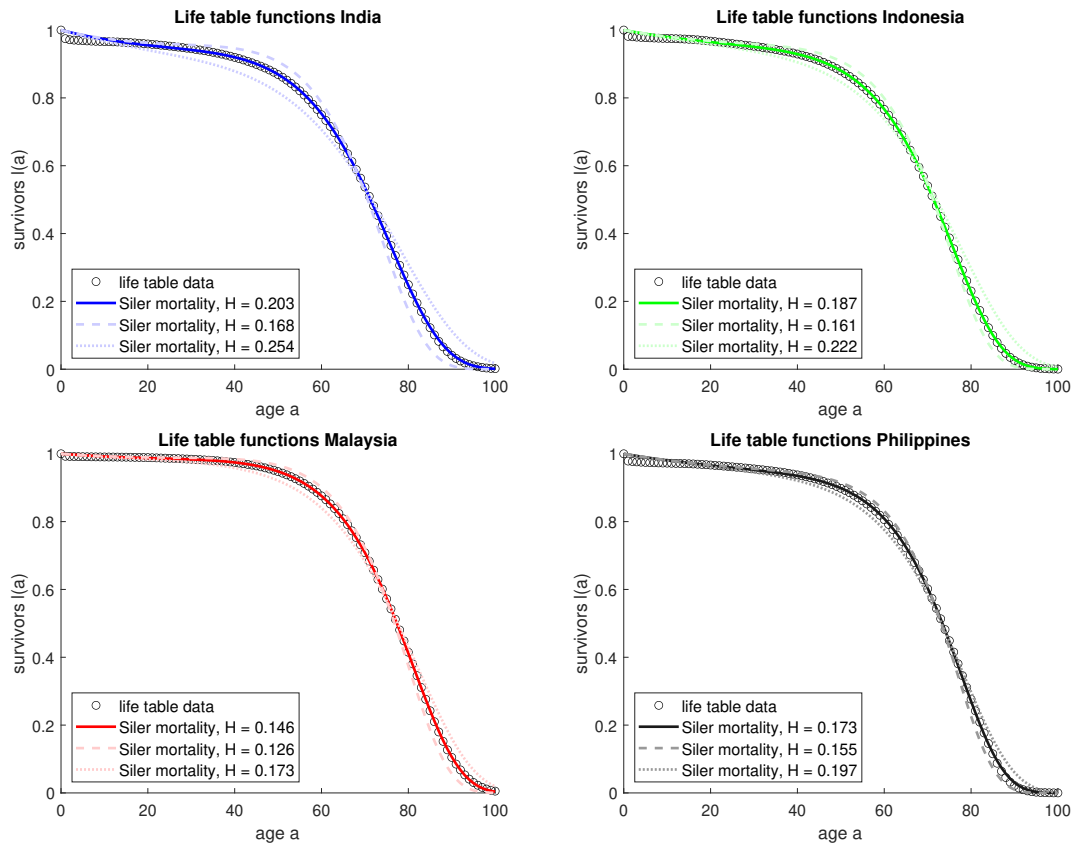 Life table functions India
1
0.8
0.6
0.4
0.2
0
survivors l(a)
life table data
Siler mortality, H = 0.203
Siler mortality, H = 0.168
Siler mortality, H = 0.254
0 20 40 60 80 100
age a
Life table functions Indonesia
1
0.8
0.6
0.4
0.2
0
survivors l(a)
life table data
Siler mortality, H = 0.187
Siler mortality, H = 0.161
Siler mortality, H = 0.222
0 20 40 60 80 100
age a
Life table functions Malaysia
1
0.8
0.6
0.4
0.2
0
survivors l(a)
life table data
Siler mortality, H = 0.146
Siler mortality, H = 0.126
Siler mortality, H = 0.173
0 20 40 60 80 100
age a
Life table functions Philippines
1
0.8
0.6
0.4
0.2
0
survivors l(a)
life table data
Siler mortality, H = 0.173
Siler mortality, H = 0.155
Siler mortality, H = 0.197
0 20 40 60 80 100
age a